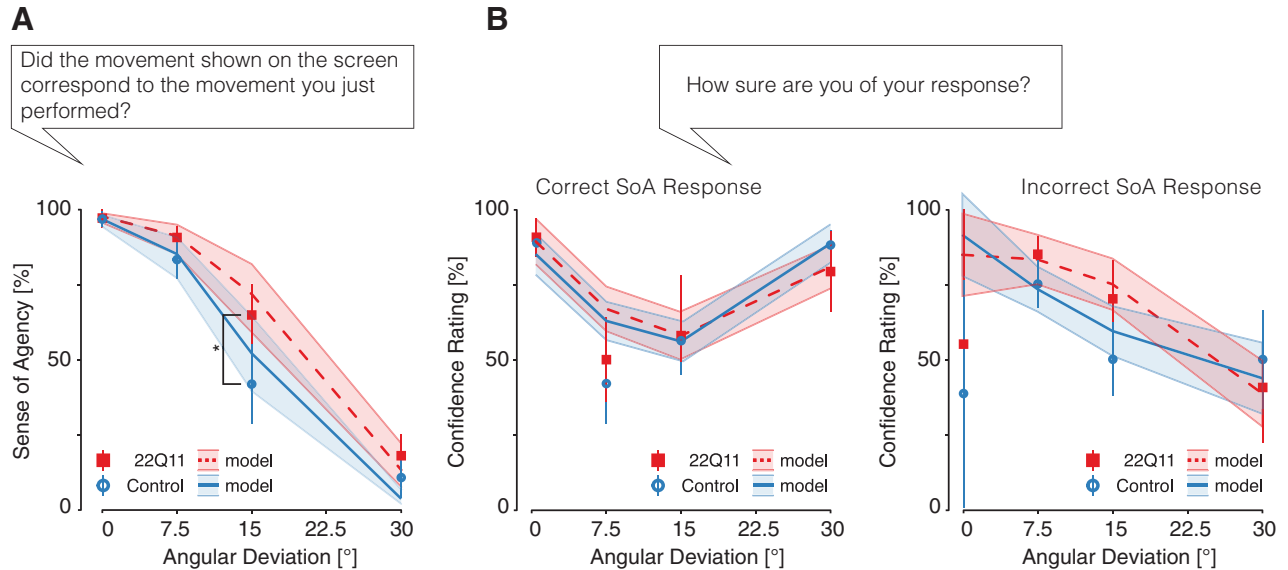 A
B
Did the movement shown on the screen
correspond to the movement you just
performed?
How sure are you of your response?
Correct SoA Response
Incorrect SoA Response
Sense of Agency [%]
100
50
0
*
22Q11
model
Control
model
0
7.5
15
22.5
30
Angular Deviation [°]
Confidence Rating [%]
100
50
0
22Q11
model
Control
model
0
7.5
15
22.5
30
Angular Deviation [°]
Confidence Rating [%]
100
50
0
22Q11
model
Control
model
0
7.5
15
22.5
30
Angular Deviation [°]